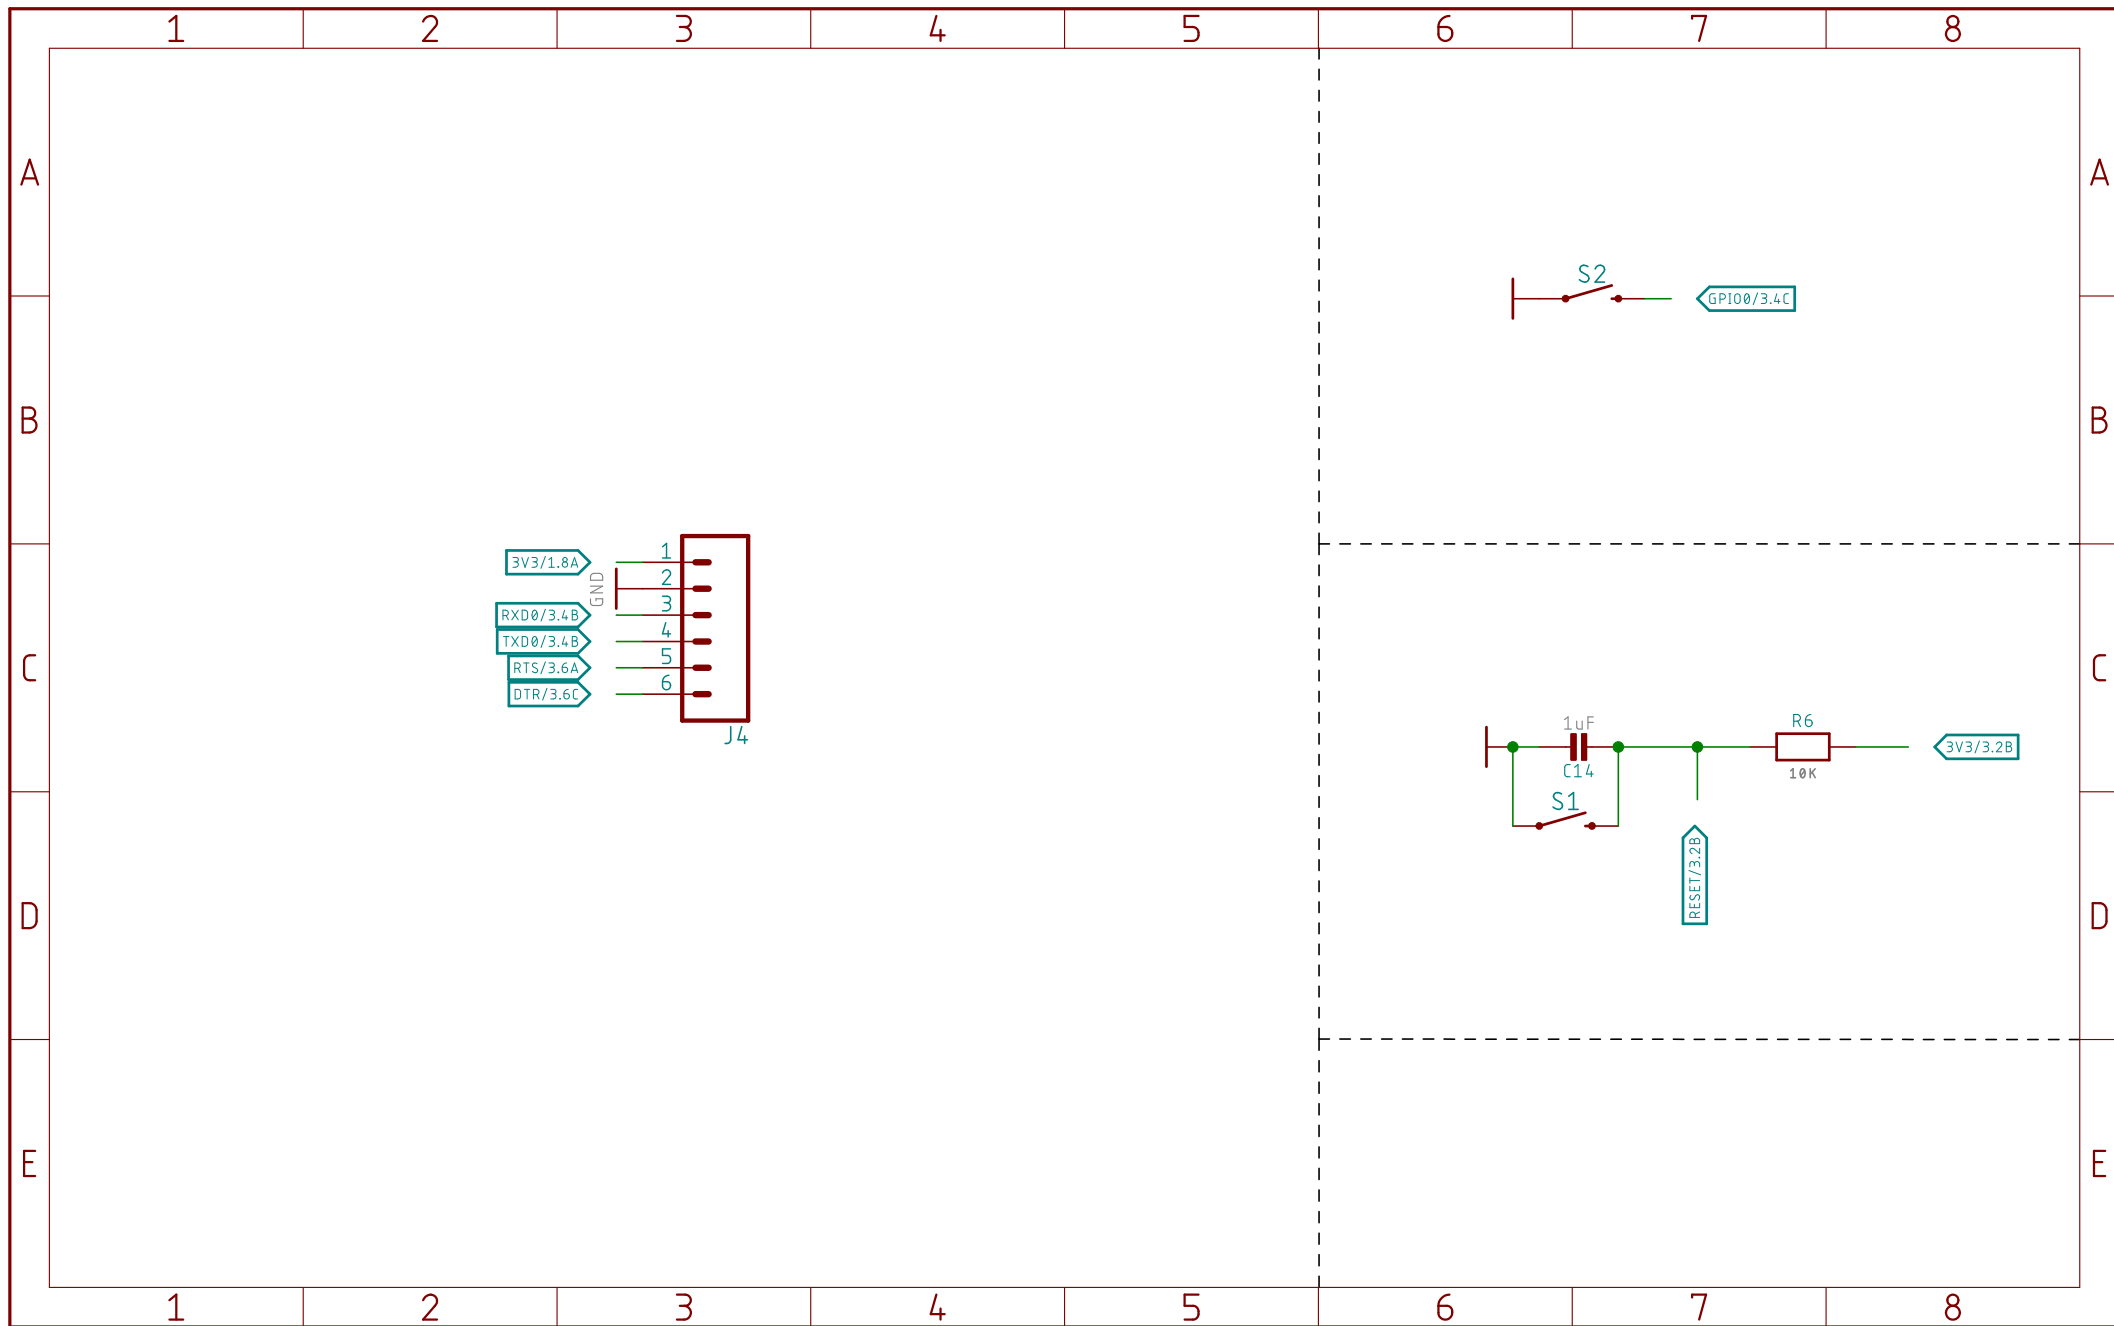 1 2 3 4 5 6 7 8
A A
S2
GPIO0/3.4C
B B
3V3/1.8A
1
GND
2
RXD0/3.4B
3
TXD0/3.4B
4
RTS/3.6A
5
DTR/3.6C
6
J4
C C
1uF
C14
R6
10K
3V3/3.2B
S1
RESET/3.2B
D D
E E
1 2 3 4 5 6 7 8